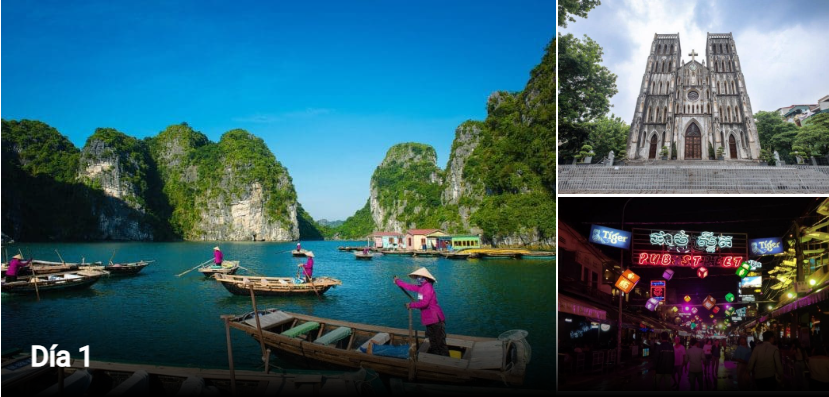 Día 1
Tiger
Tiger
PUB STREET